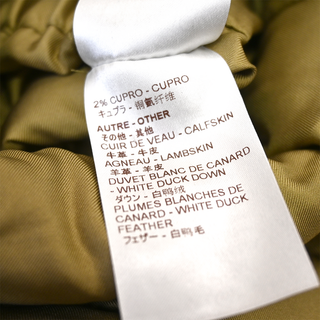 2% CUPRO - CUPRO
キュプラ - 铜氨纤维
AUTRE - OTHER
その他 - 其他
CUIR DE VEAU - CALFSKIN
牛革 - 牛皮
AGNEAU - LAMBSKIN
羊革 - 羊皮
DUVET BLANC DE CANARD
- WHITE DUCK DOWN
ダウン - 白鸭绒
PLUMES BLANCHES DE
CANARD - WHITE DUCK
FEATHER
フェザー - 白鸭毛